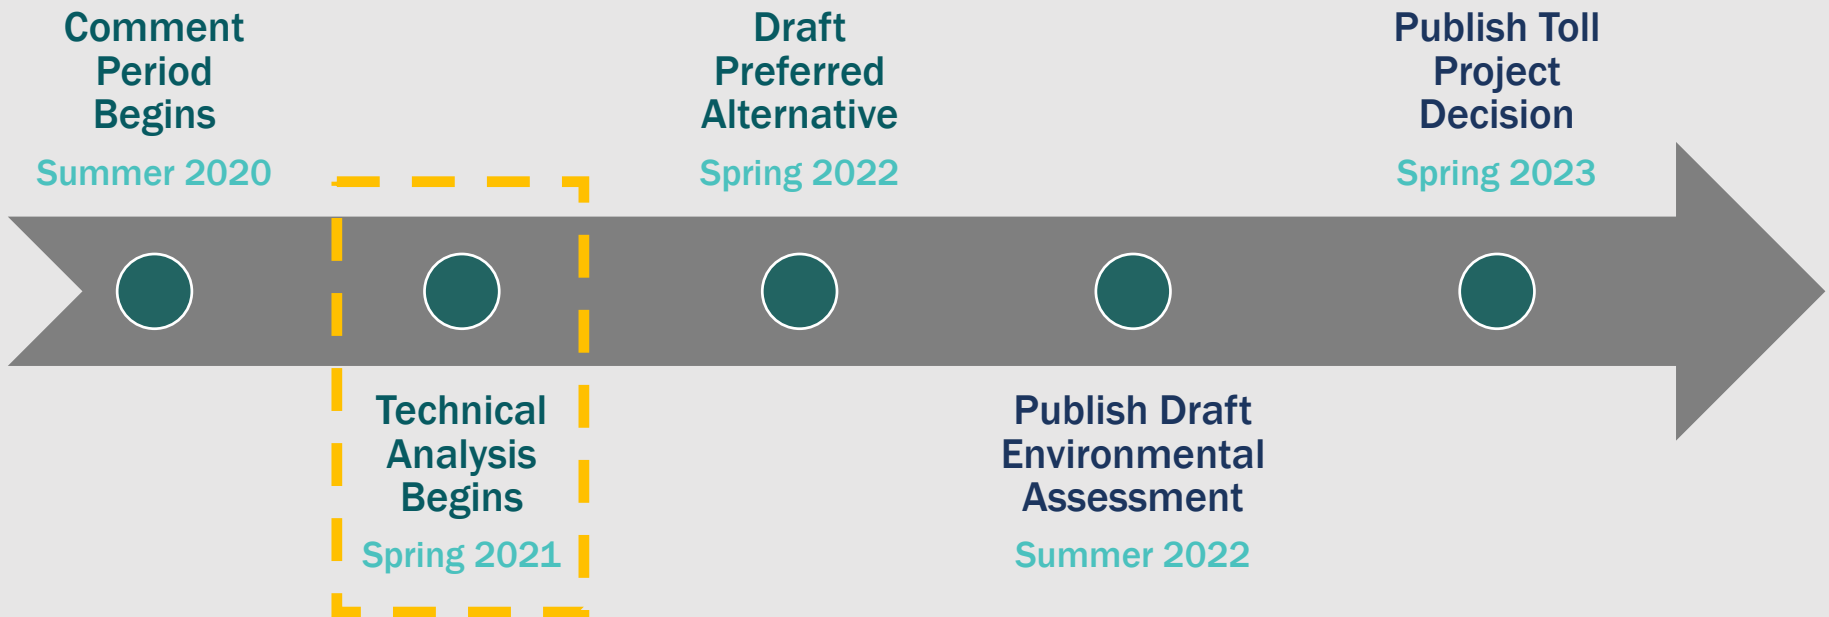 Comment
Period
Begins
Summer 2020
Technical
Analysis
Begins
Spring 2021
Draft
Preferred
Alternative
Spring 2022
Publish Draft
Environmental
Assessment
Summer 2022
Publish Toll
Project
Decision
Spring 2023